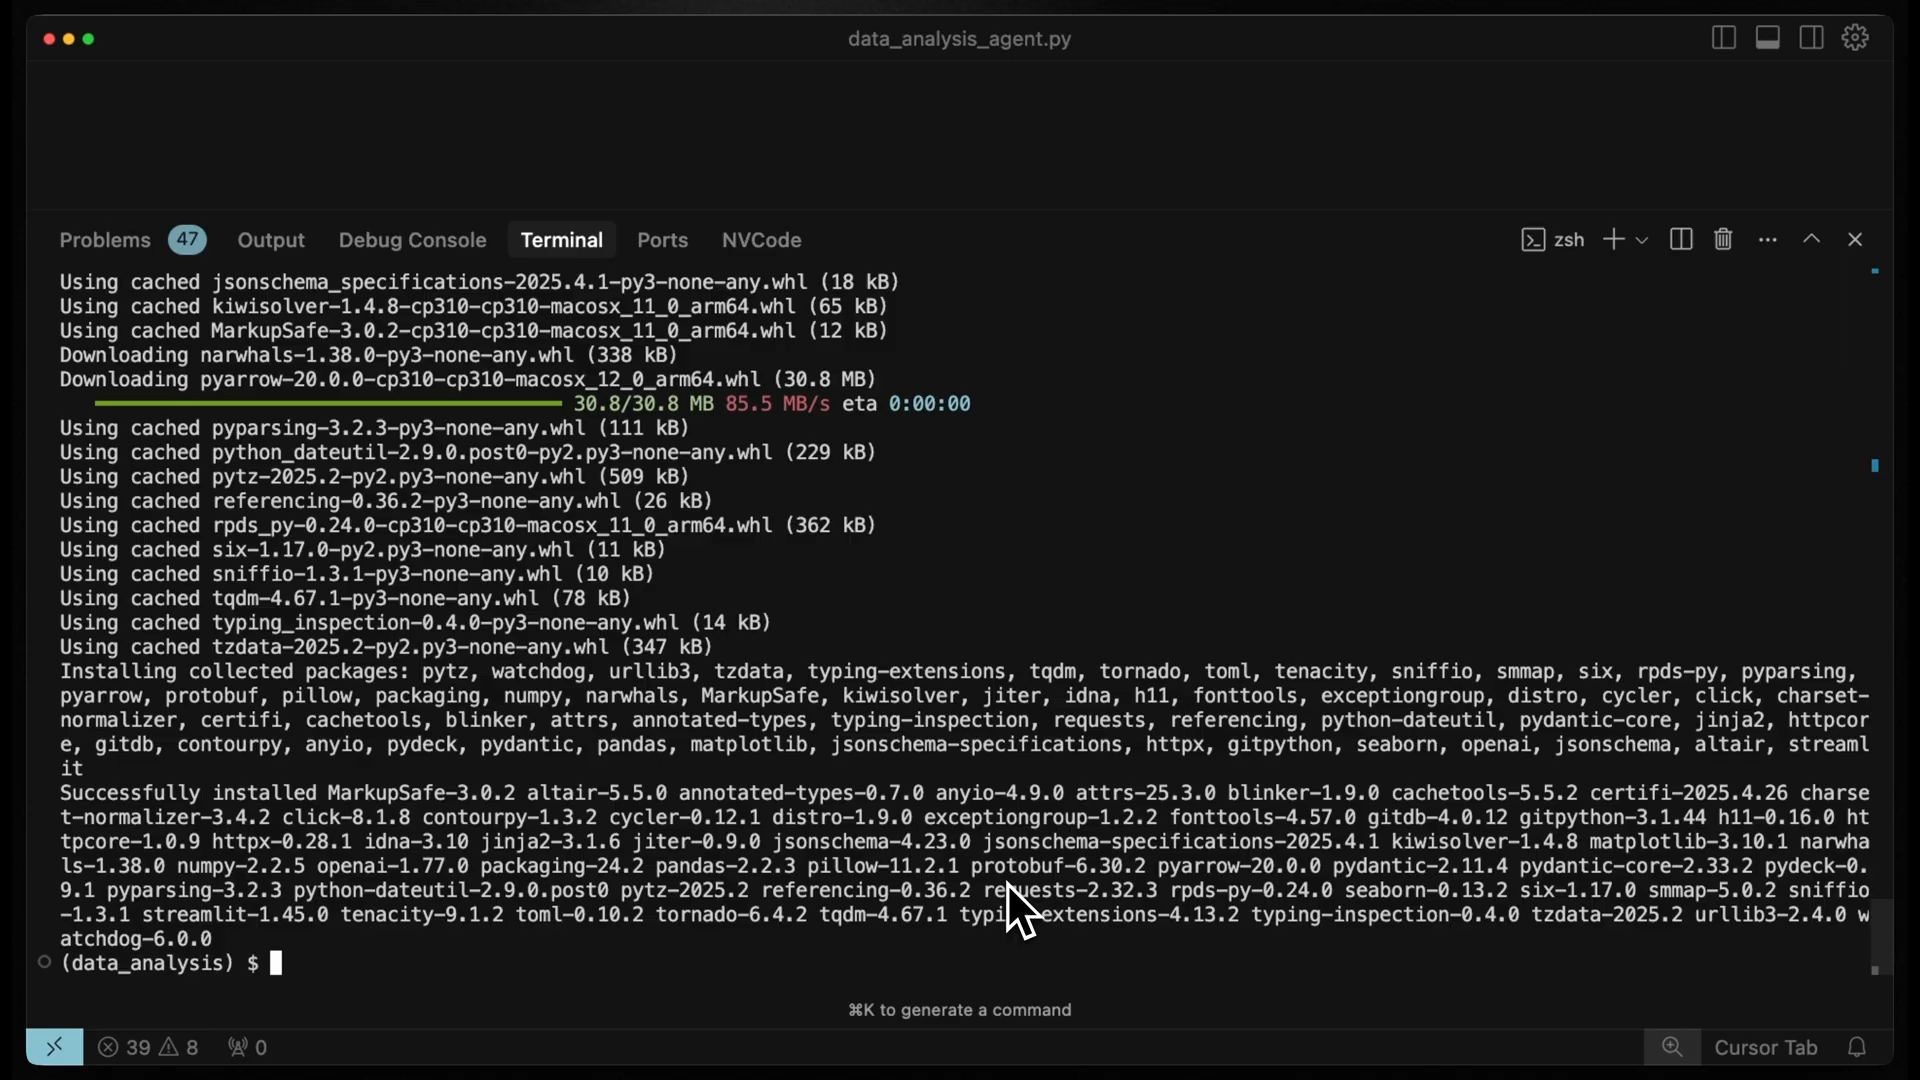 data_analysis_agent.py
Problems 47 Output Debug Console Terminal Ports NVCode zsh
Using cached jsonschema_specifications-2025.4.1-py3-none-any.whl (18 kB)
Using cached kiwisolver-1.4.8-cp310-cp310-macosx_11_0_arm64.whl (65 kB)
Using cached MarkupSafe-3.0.2-cp310-cp310-macosx_11_0_arm64.whl (12 kB)
Downloading narwhals-1.38.0-py3-none-any.whl (338 kB)
Downloading pyarrow-20.0.0-cp310-cp310-macosx_12_0_arm64.whl (30.8 MB)
30.8/30.8 MB 85.5 MB/s eta 0:00:00
Using cached pyparsing-3.2.3-py3-none-any.whl (111 kB)
Using cached python_dateutil-2.9.0.post0-py2.py3-none-any.whl (229 kB)
Using cached pytz-2025.2-py2.py3-none-any.whl (509 kB)
Using cached referencing-0.36.2-py3-none-any.whl (26 kB)
Using cached rpds_py-0.24.0-cp310-cp310-macosx_11_0_arm64.whl (362 kB)
Using cached six-1.17.0-py2.py3-none-any.whl (11 kB)
Using cached sniffio-1.3.1-py3-none-any.whl (10 kB)
Using cached tqdm-4.67.1-py3-none-any.whl (78 kB)
Using cached typing_inspection-0.4.0-py3-none-any.whl (14 kB)
Using cached tzdata-2025.2-py2.py3-none-any.whl (347 kB)
Installing collected packages: pytz, watchdog, urllib3, tzdata, typing-extensions, tqdm, tornado, toml, tenacity, sniffio, smmap, six, rpds-py, pyparsing,
pyarrow, protobuf, pillow, packaging, numpy, narwhals, MarkupSafe, kiwisolver, jiter, idna, h11, fonttools, exceptiongroup, distro, cycler, click, charset-
normalizer, certifi, cachetools, blinker, attrs, annotated-types, typing-inspection, requests, referencing, python-dateutil, pydantic-core, jinja2, httpcor
e, gitdb, contourpy, anyio, pydeck, pydantic, pandas, matplotlib, jsonschema-specifications, httpx, gitpython, seaborn, openai, jsonschema, altair, streaml
it
Successfully installed MarkupSafe-3.0.2 altair-5.5.0 annotated-types-0.7.0 anyio-4.9.0 attrs-25.3.0 blinker-1.9.0 cachetools-5.5.2 certifi-2025.4.26 charse
t-normalizer-3.4.2 click-8.1.8 contourpy-1.3.2 cycler-0.12.1 distro-1.9.0 exceptiongroup-1.2.2 fonttools-4.57.0 gitdb-4.0.12 gitpython-3.1.44 h11-0.16.0 ht
tpcore-1.0.9 httpx-0.28.1 idna-3.10 jinja2-3.1.6 jiter-0.9.0 jsonschema-4.23.0 jsonschema-specifications-2025.4.1 kiwisolver-1.4.8 matplotlib-3.10.1 narwha
ls-1.38.0 numpy-2.2.5 openai-1.77.0 packaging-24.2 pandas-2.2.3 pillow-11.2.1 protobuf-6.30.2 pyarrow-20.0.0 pydantic-2.11.4 pydantic-core-2.33.2 pydeck-0.
9.1 pyparsing-3.2.3 python-dateutil-2.9.0.post0 pytz-2025.2 referencing-0.36.2 requests-2.32.3 rpds-py-0.24.0 seaborn-0.13.2 six-1.17.0 smmap-5.0.2 sniffio
-1.3.1 streamlit-1.45.0 tenacity-9.1.2 toml-0.10.2 tornado-6.4.2 tqdm-4.67.1 typing-extensions-4.13.2 typing-inspection-0.4.0 tzdata-2025.2 urllib3-2.4.0 w
atchdog-6.0.0
(data_analysis) $
⌘K to generate a command
39 8 0 Cursor Tab